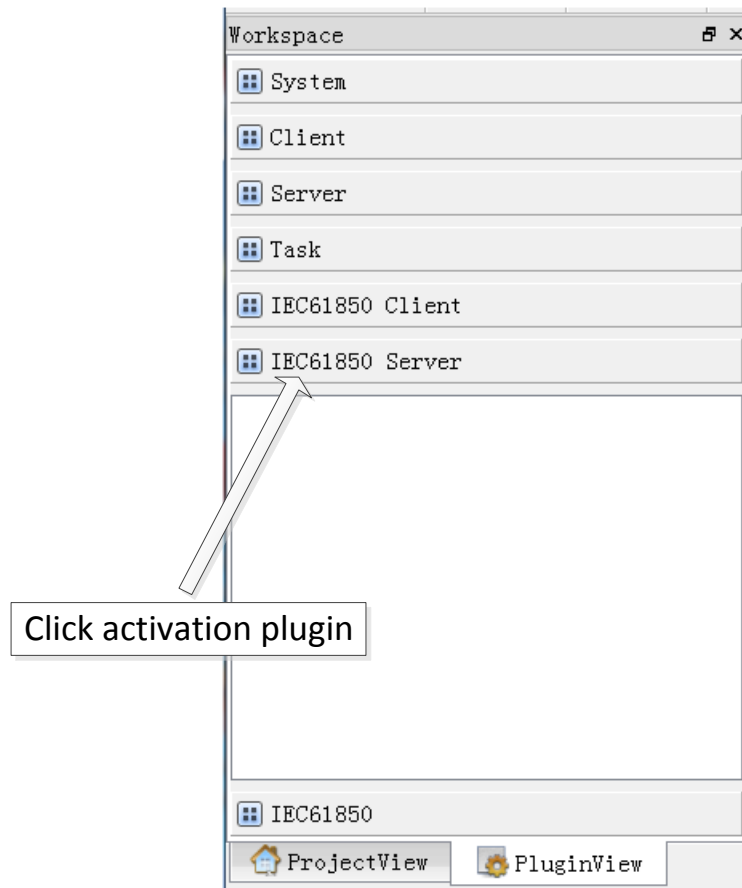 Workspace
System
Client
Server
Task
IEC61850 Client
IEC61850 Server
Click activation plugin
IEC61850
ProjectView PluginView